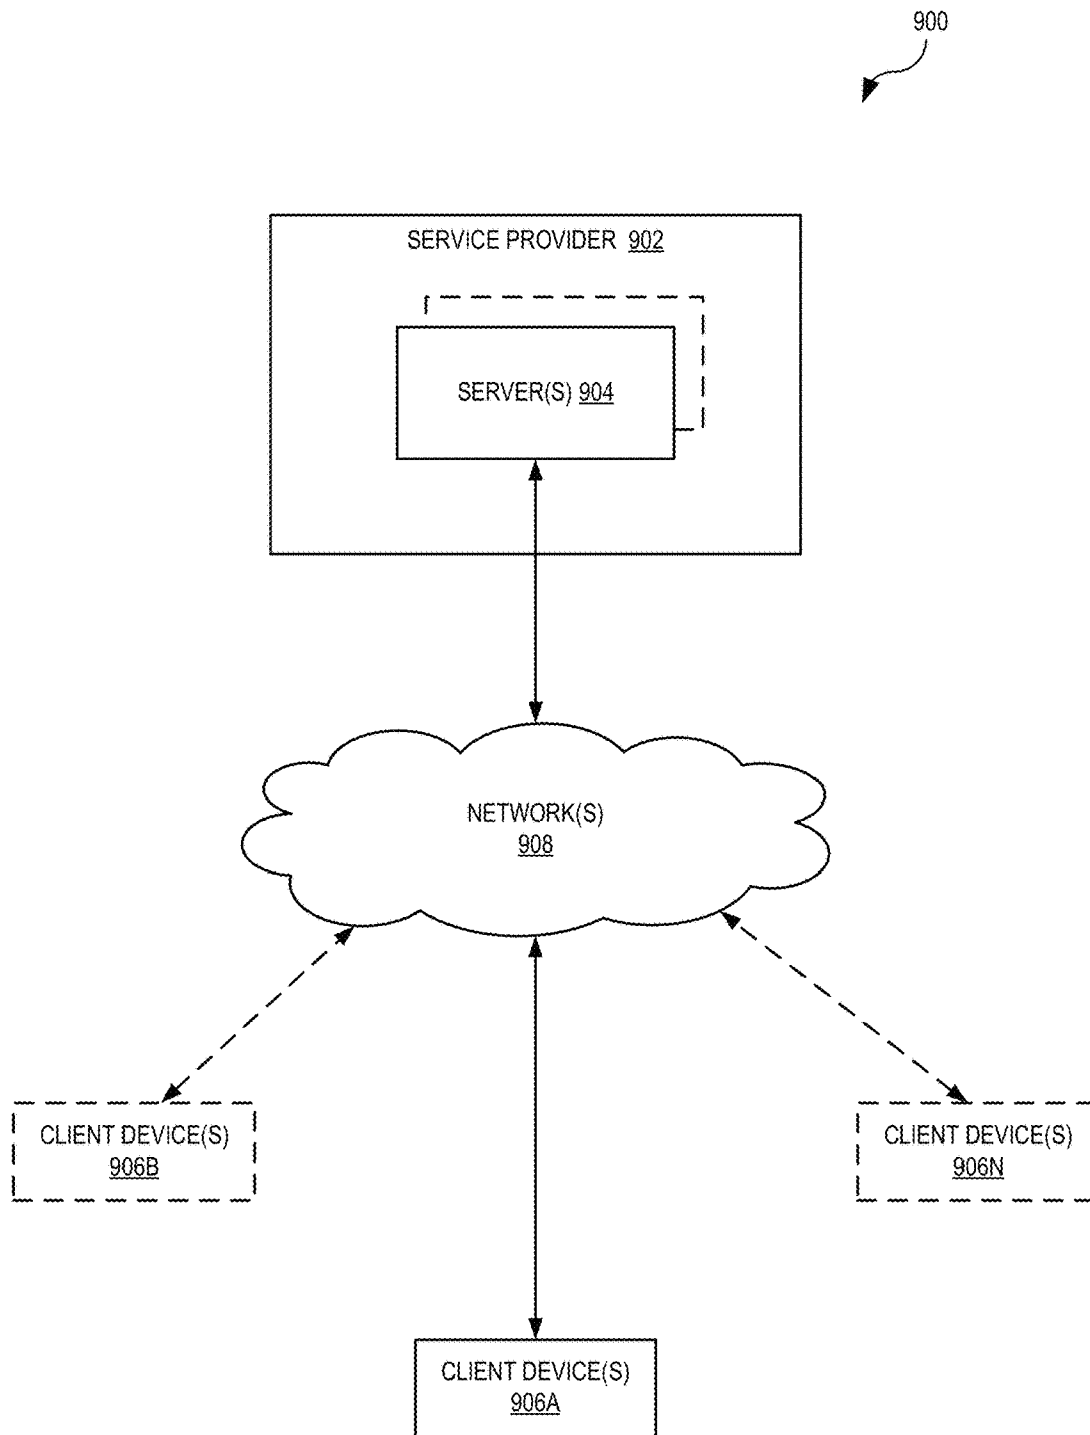 900
SERVICE PROVIDER 902
SERVER(S) 904
NETWORK(S)
908
CLIENT DEVICE(S)
906B
CLIENT DEVICE(S)
906N
CLIENT DEVICE(S)
906A